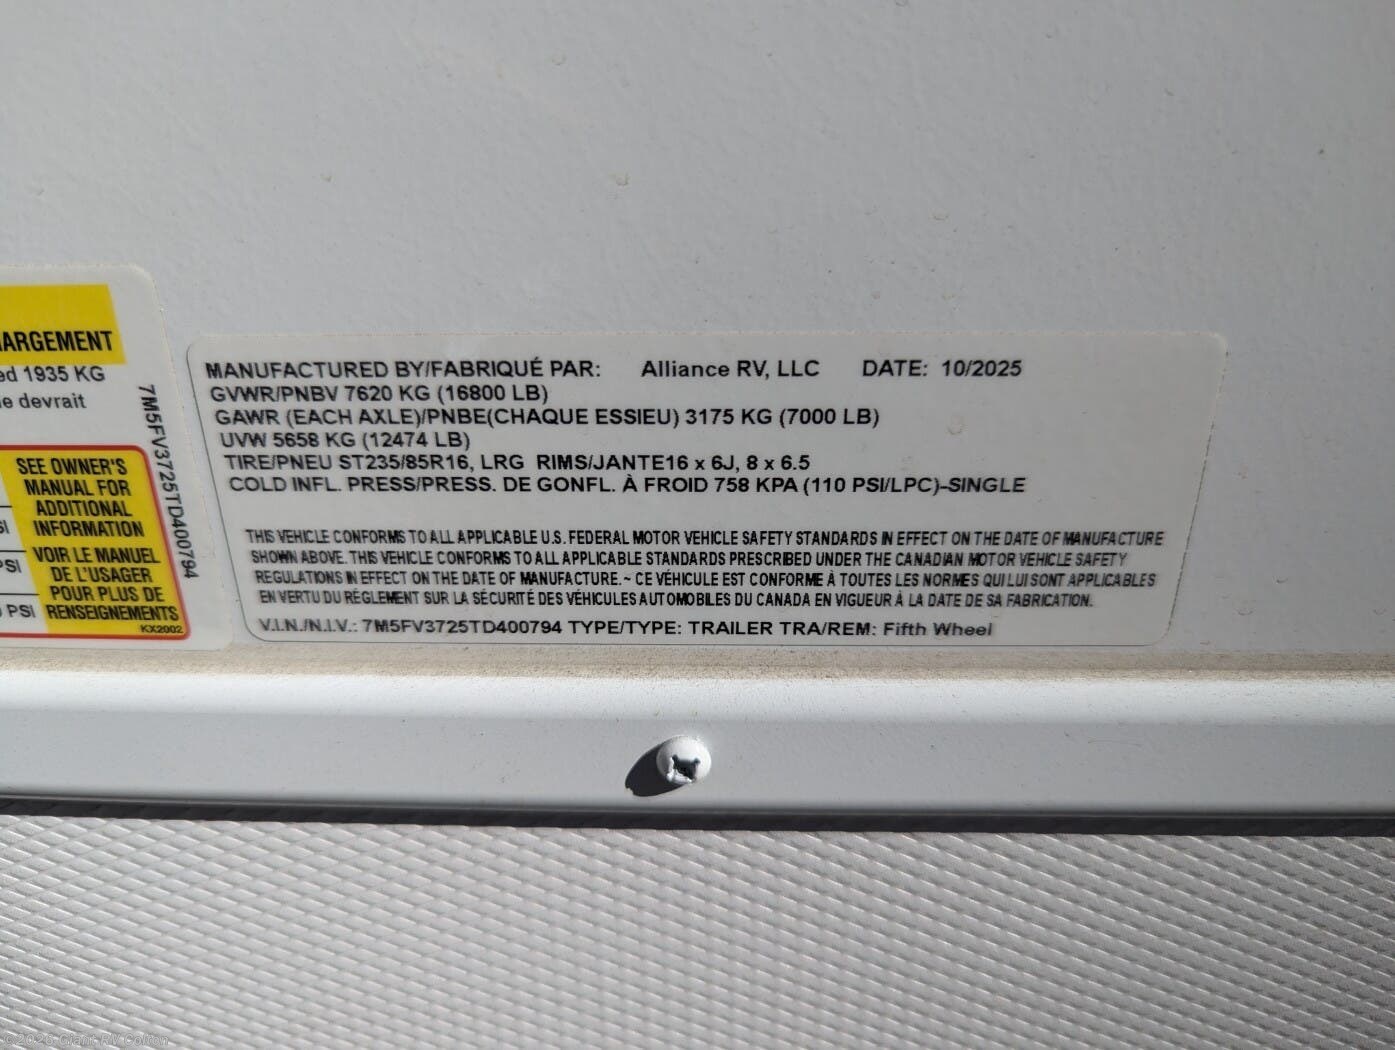 ARGEMENT
ed 1935 KG
e devrait
7M5FV3725TD400794
SEE OWNER'S
MANUAL FOR
ADDITIONAL
INFORMATION
VOIR LE MANUEL
DE L'USAGER
POUR PLUS DE
RENSEIGNEMENTS
PSI
KX2002
MANUFACTURED BY/FABRIQUÉ PAR: Alliance RV, LLC DATE: 10/2025
GVWR/PNBV 7620 KG (16800 LB)
GAWR (EACH AXLE)/PNBE(CHAQUE ESSIEU) 3175 KG (7000 LB)
UVW 5658 KG (12474 LB)
TIRE/PNEU ST235/85R16, LRG RIMS/JANTE16 x 6J, 8 x 6.5
COLD INFL. PRESS/PRESS. DE GONFL. À FROID 758 KPA (110 PSI/LPC)-SINGLE
THIS VEHICLE CONFORMS TO ALL APPLICABLE U.S. FEDERAL MOTOR VEHICLE SAFETY STANDARDS IN EFFECT ON THE DATE OF MANUFACTURE
SHOWN ABOVE. THIS VEHICLE CONFORMS TO ALL APPLICABLE STANDARDS PRESCRIBED UNDER THE CANADIAN MOTOR VEHICLE SAFETY
REGULATIONS IN EFFECT ON THE DATE OF MANUFACTURE. ~ CE VÉHICULE EST CONFORME À TOUTES LES NORMES QUI LUI SONT APPLICABLES
EN VERTU DU RÉGLEMENT SUR LA SÉCURITÉ DES VÉHICULES AUTOMOBILES DU CANADA EN VIGUEUR À LA DATE DE SA FABRICATION.
V.I.N./N.I.V.: 7M5FV3725TD400794 TYPE/TYPE: TRAILER TRA/REM: Fifth Wheel